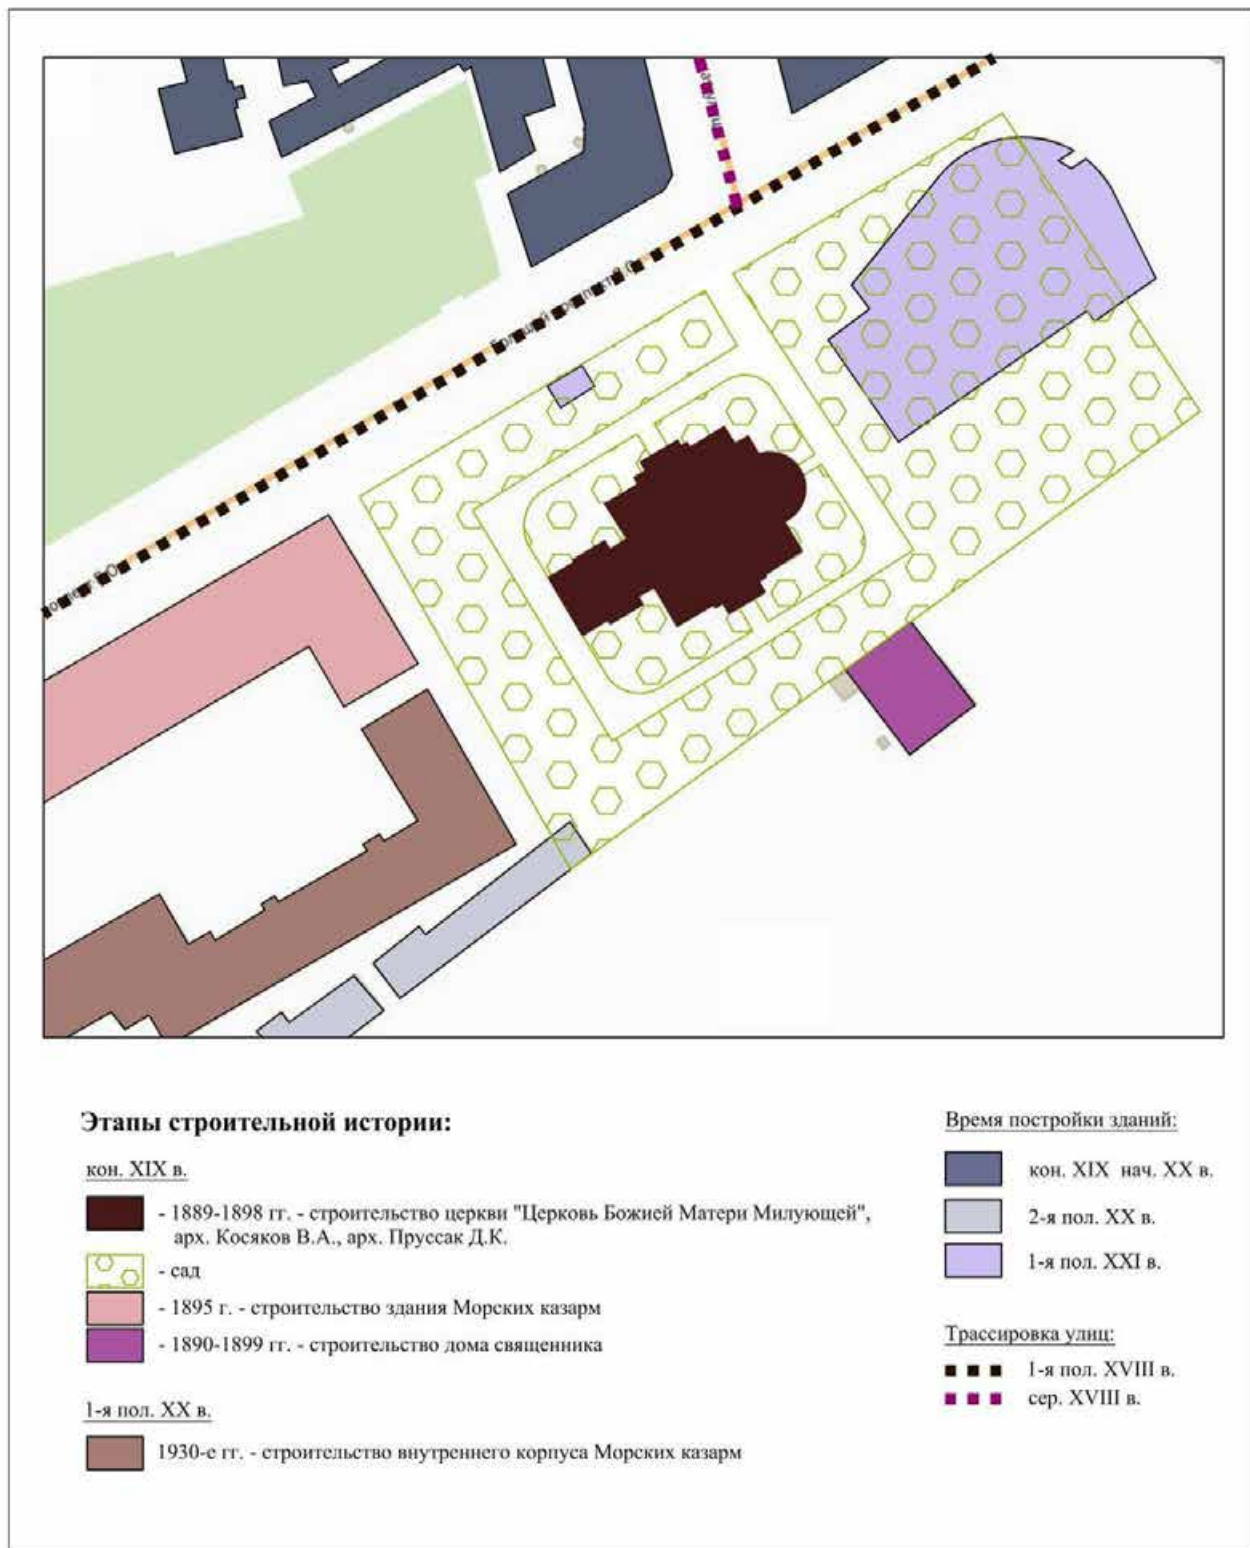 Этапы строительной истории:
кон. XIX в.
- 1889-1898 гг. - строительство церкви "Церковь Божией Матери Милующей",
арх. Косяков В.А., арх. Пруссак Д.К.
- сад
- 1895 г. - строительство здания Морских казарм
- 1890-1899 гг. - строительство дома священника
1-я пол. XX в.
1930-е гг. - строительство внутреннего корпуса Морских казарм
Время постройки зданий:
кон. XIX нач. XX в.
2-я пол. XX в.
1-я пол. XXI в.
Трассировка улиц:
1-я пол. XVIII в.
сер. XVIII в.